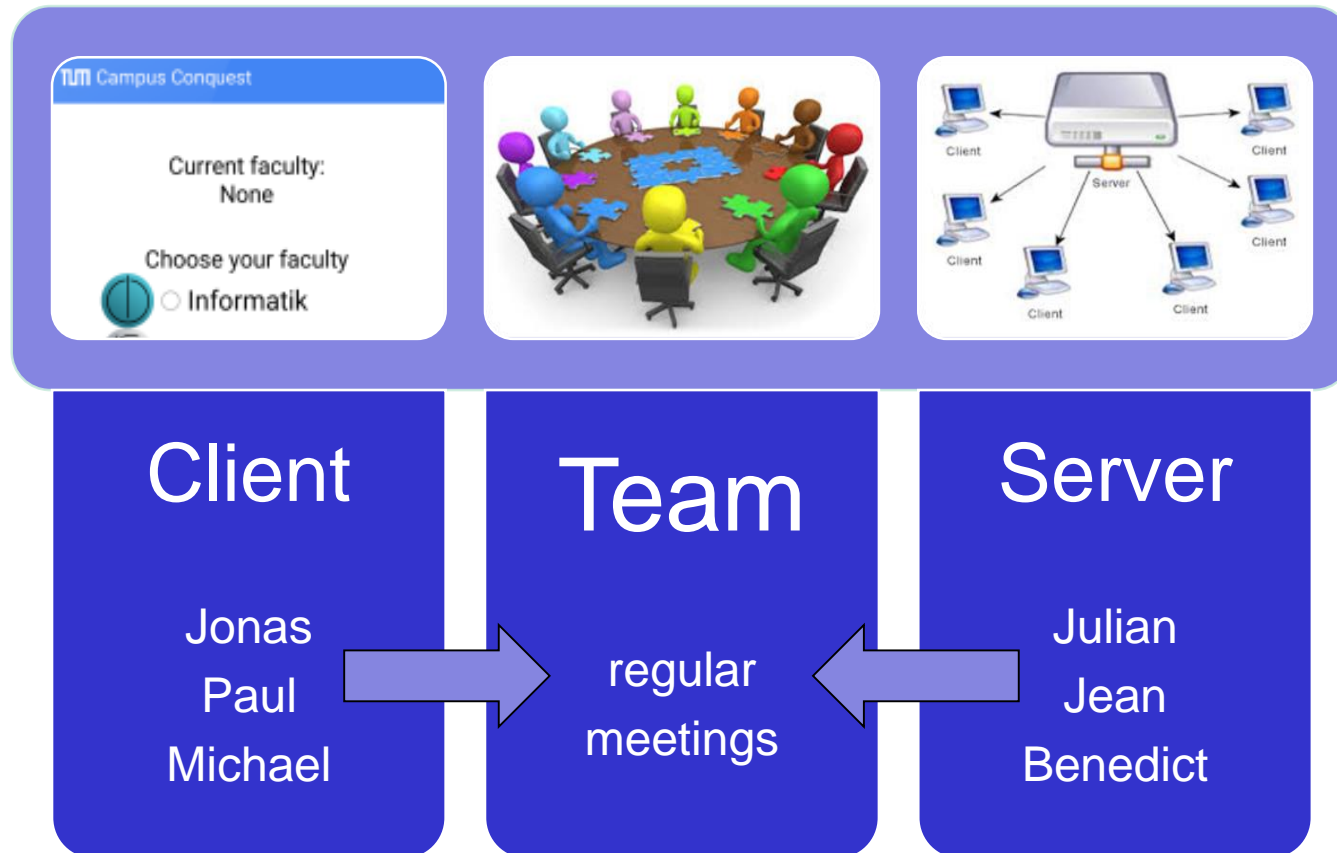 TUM Campus Conquest
Current faculty:
None
Choose your faculty
Informatik
Client
Client
Server
Client
Client
Client
Client
Client
Jonas
Paul
Michael
Team
regular
meetings
Server
Julian
Jean
Benedict